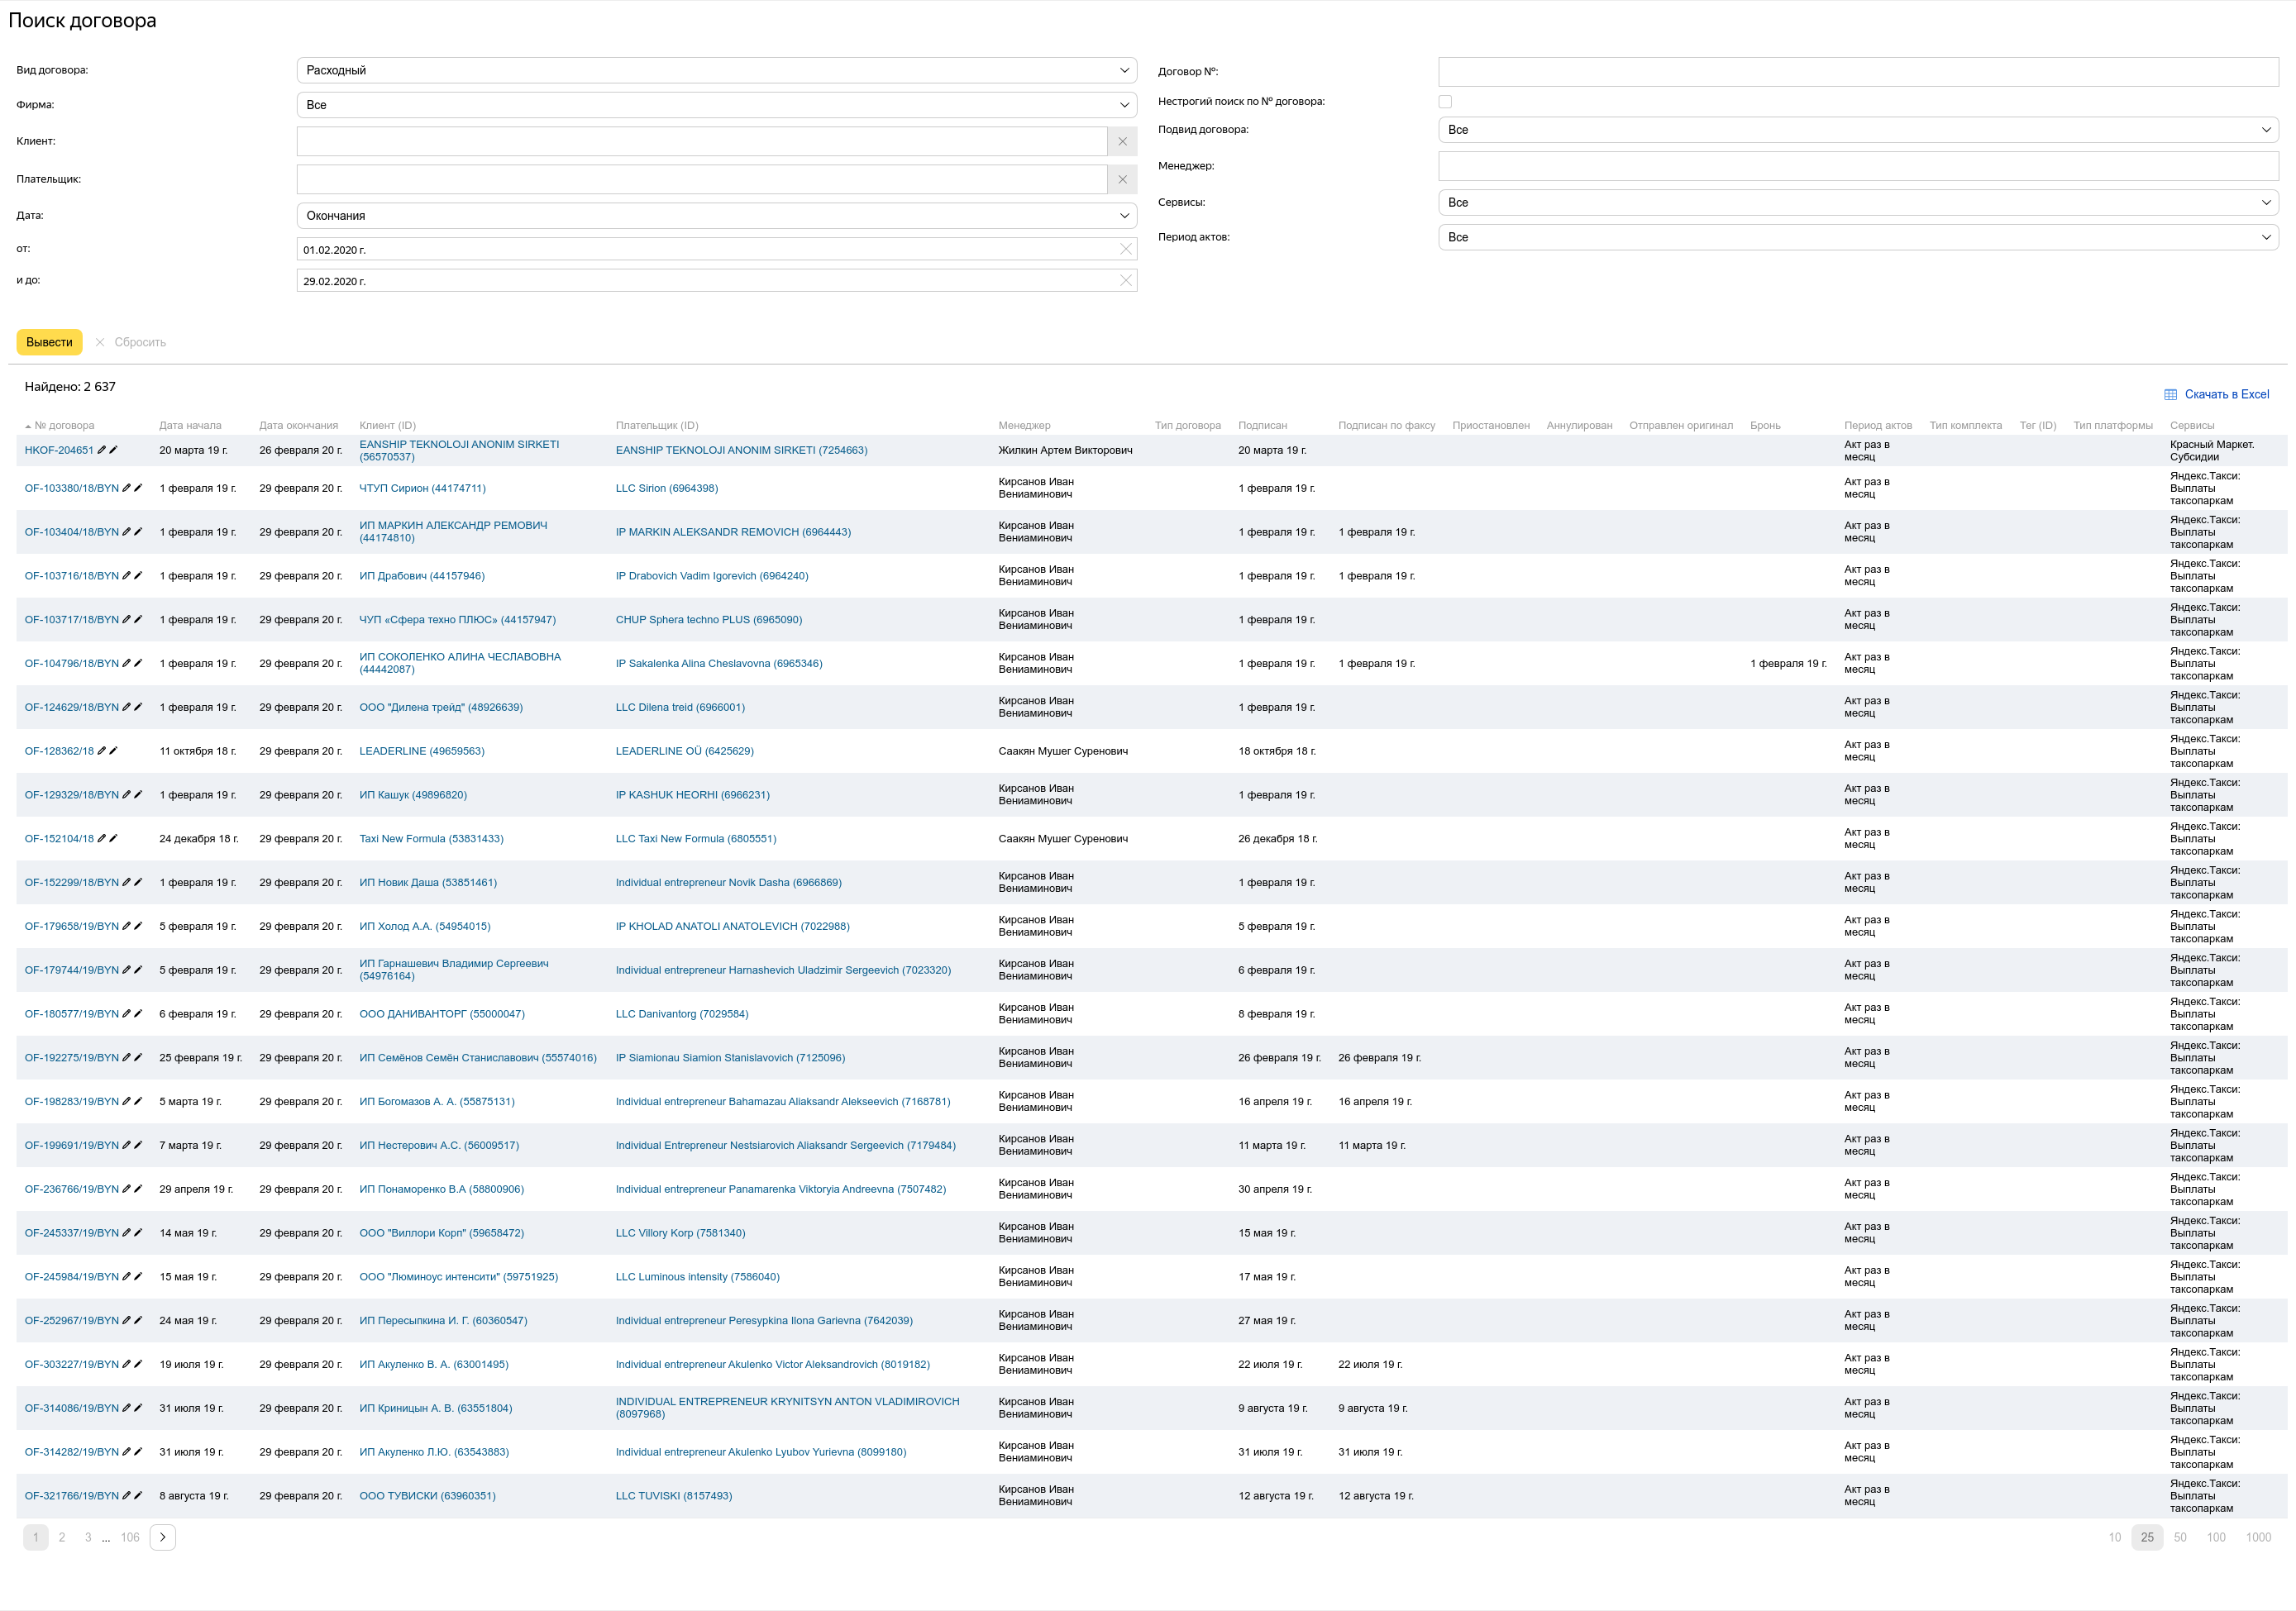 Поиск договора
Вид договора: Расходный
Фирма: Все
Клиент:
Плательщик:
Дата: Окончания
от: 01.02.2020 г.
и до: 29.02.2020 г.
Договор №:
Нестрогий поиск по № договора:
Подвид договора: Все
Менеджер:
Сервисы: Все
Период актов: Все
Вывести Сбросить
Найдено: 2 637
Скачать в Excel
№ договора Дата начала Дата окончания Клиент (ID) Плательщик (ID) Менеджер Тип договора Подписан Подписан по факсу Приостановлен Аннулирован Отправлен оригинал Бронь Период актов Тип комплекта Тег (ID) Тип платформы Сервисы
HKOF-204651 20 марта 19 г. 26 февраля 20 г. EANSHIP TEKNOLOJI ANONIM SIRKETI (56570537) EANSHIP TEKNOLOJI ANONIM SIRKETI (7254663) Жилкин Артем Викторович 20 марта 19 г. Акт раз в месяц Красный Маркет. Субсидии
OF-103380/18/BYN 1 февраля 19 г. 29 февраля 20 г. ЧТУП Сирион (44174711) LLC Sirion (6964398) Кирсанов Иван Вениаминович 1 февраля 19 г. Акт раз в месяц Яндекс.Такси: Выплаты таксопаркам
OF-103404/18/BYN 1 февраля 19 г. 29 февраля 20 г. ИП МАРКИН АЛЕКСАНДР РЕМОВИЧ (44174810) IP MARKIN ALEKSANDR REMOVICH (6964443) Кирсанов Иван Вениаминович 1 февраля 19 г. 1 февраля 19 г. Акт раз в месяц Яндекс.Такси: Выплаты таксопаркам
OF-103716/18/BYN 1 февраля 19 г. 29 февраля 20 г. ИП Драбович (44157946) IP Drabovich Vadim Igorevich (6964240) Кирсанов Иван Вениаминович 1 февраля 19 г. 1 февраля 19 г. Акт раз в месяц Яндекс.Такси: Выплаты таксопаркам
OF-103717/18/BYN 1 февраля 19 г. 29 февраля 20 г. ЧУП «Сфера техно ПЛЮС» (44157947) CHUP Sphera techno PLUS (6965090) Кирсанов Иван Вениаминович 1 февраля 19 г. Акт раз в месяц Яндекс.Такси: Выплаты таксопаркам
OF-104796/18/BYN 1 февраля 19 г. 29 февраля 20 г. ИП СОКОЛЕНКО АЛИНА ЧЕСЛАВОВНА (44442087) IP Sakalenka Alina Cheslavovna (6965346) Кирсанов Иван Вениаминович 1 февраля 19 г. 1 февраля 19 г. 1 февраля 19 г. Акт раз в месяц Яндекс.Такси: Выплаты таксопаркам
OF-124629/18/BYN 1 февраля 19 г. 29 февраля 20 г. ООО "Дилена трейд" (48926639) LLC Dilena treid (6966001) Кирсанов Иван Вениаминович 1 февраля 19 г. Акт раз в месяц Яндекс.Такси: Выплаты таксопаркам
OF-128362/18 11 октября 18 г. 29 февраля 20 г. LEADERLINE (49659563) LEADERLINE OÜ (6425629) Саакян Мушег Суренович 18 октября 18 г. Акт раз в месяц Яндекс.Такси: Выплаты таксопаркам
OF-129329/18/BYN 1 февраля 19 г. 29 февраля 20 г. ИП Кашук (49896820) IP KASHUK HEORHI (6966231) Кирсанов Иван Вениаминович 1 февраля 19 г. Акт раз в месяц Яндекс.Такси: Выплаты таксопаркам
OF-152104/18 24 декабря 18 г. 29 февраля 20 г. Taxi New Formula (53831433) LLC Taxi New Formula (6805551) Саакян Мушег Суренович 26 декабря 18 г. Акт раз в месяц Яндекс.Такси: Выплаты таксопаркам
OF-152299/18/BYN 1 февраля 19 г. 29 февраля 20 г. ИП Новик Даша (53851461) Individual entrepreneur Novik Dasha (6966869) Кирсанов Иван Вениаминович 1 февраля 19 г. Акт раз в месяц Яндекс.Такси: Выплаты таксопаркам
OF-179658/19/BYN 5 февраля 19 г. 29 февраля 20 г. ИП Холод А.А. (54954015) IP KHOLAD ANATOLI ANATOLEVICH (7022988) Кирсанов Иван Вениаминович 5 февраля 19 г. Акт раз в месяц Яндекс.Такси: Выплаты таксопаркам
OF-179744/19/BYN 5 февраля 19 г. 29 февраля 20 г. ИП Гарнашевич Владимир Сергеевич (54976164) Individual entrepreneur Harnashevich Uladzimir Sergeevich (7023320) Кирсанов Иван Вениаминович 6 февраля 19 г. Акт раз в месяц Яндекс.Такси: Выплаты таксопаркам
OF-180577/19/BYN 6 февраля 19 г. 29 февраля 20 г. ООО ДАНИВАНТОРГ (55000047) LLC Danivantorg (7029584) Кирсанов Иван Вениаминович 8 февраля 19 г. Акт раз в месяц Яндекс.Такси: Выплаты таксопаркам
OF-192275/19/BYN 25 февраля 19 г. 29 февраля 20 г. ИП Семёнов Семён Станиславович (55574016) IP Siamionau Siamion Stanislavovich (7125096) Кирсанов Иван Вениаминович 26 февраля 19 г. 26 февраля 19 г. Акт раз в месяц Яндекс.Такси: Выплаты таксопаркам
OF-198283/19/BYN 5 марта 19 г. 29 февраля 20 г. ИП Богомазов А. А. (55875131) Individual entrepreneur Bahamazau Aliaksandr Alekseevich (7168781) Кирсанов Иван Вениаминович 16 апреля 19 г. 16 апреля 19 г. Акт раз в месяц Яндекс.Такси: Выплаты таксопаркам
OF-199691/19/BYN 7 марта 19 г. 29 февраля 20 г. ИП Нестерович А.С. (56009517) Individual Entrepreneur Nestsiarovich Aliaksandr Sergeevich (7179484) Кирсанов Иван Вениаминович 11 марта 19 г. 11 марта 19 г. Акт раз в месяц Яндекс.Такси: Выплаты таксопаркам
OF-236766/19/BYN 29 апреля 19 г. 29 февраля 20 г. ИП Понаморенко В.А (58800906) Individual entrepreneur Panamarenka Viktoryia Andreevna (7507482) Кирсанов Иван Вениаминович 30 апреля 19 г. Акт раз в месяц Яндекс.Такси: Выплаты таксопаркам
OF-245337/19/BYN 14 мая 19 г. 29 февраля 20 г. ООО "Виллори Корп" (59658472) LLC Villory Korp (7581340) Кирсанов Иван Вениаминович 15 мая 19 г. Акт раз в месяц Яндекс.Такси: Выплаты таксопаркам
OF-245984/19/BYN 15 мая 19 г. 29 февраля 20 г. ООО "Люминоус интенсити" (59751925) LLC Luminous intensity (7586040) Кирсанов Иван Вениаминович 17 мая 19 г. Акт раз в месяц Яндекс.Такси: Выплаты таксопаркам
OF-252967/19/BYN 24 мая 19 г. 29 февраля 20 г. ИП Пересыпкина И. Г. (60360547) Individual entrepreneur Peresypkina Ilona Garievna (7642039) Кирсанов Иван Вениаминович 27 мая 19 г. Акт раз в месяц Яндекс.Такси: Выплаты таксопаркам
OF-303227/19/BYN 19 июля 19 г. 29 февраля 20 г. ИП Акуленко В. А. (63001495) Individual entrepreneur Akulenko Victor Aleksandrovich (8019182) Кирсанов Иван Вениаминович 22 июля 19 г. 22 июля 19 г. Акт раз в месяц Яндекс.Такси: Выплаты таксопаркам
OF-314086/19/BYN 31 июля 19 г. 29 февраля 20 г. ИП Криницын А. В. (63551804) INDIVIDUAL ENTREPRENEUR KRYNITSYN ANTON VLADIMIROVICH (8097968) Кирсанов Иван Вениаминович 9 августа 19 г. 9 августа 19 г. Акт раз в месяц Яндекс.Такси: Выплаты таксопаркам
OF-314282/19/BYN 31 июля 19 г. 29 февраля 20 г. ИП Акуленко Л.Ю. (63543883) Individual entrepreneur Akulenko Lyubov Yurievna (8099180) Кирсанов Иван Вениаминович 31 июля 19 г. 31 июля 19 г. Акт раз в месяц Яндекс.Такси: Выплаты таксопаркам
OF-321766/19/BYN 8 августа 19 г. 29 февраля 20 г. ООО ТУВИСКИ (63960351) LLC TUVISKI (8157493) Кирсанов Иван Вениаминович 12 августа 19 г. 12 августа 19 г. Акт раз в месяц Яндекс.Такси: Выплаты таксопаркам
1 2 3 ... 106
10 25 50 100 1000